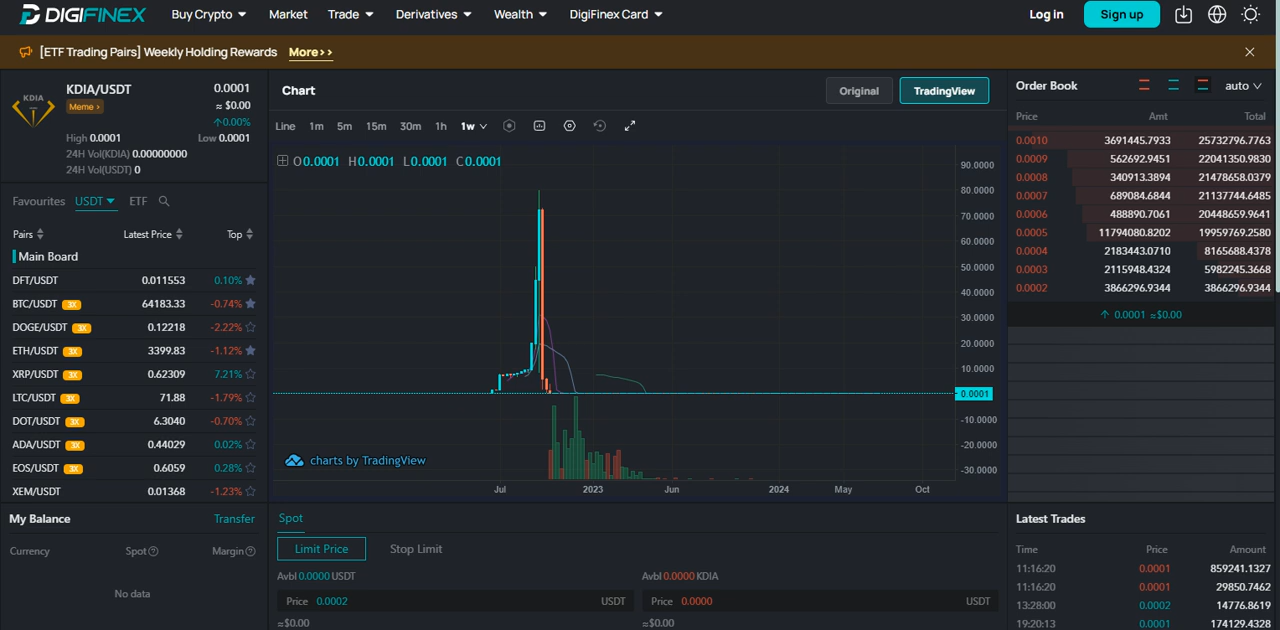 DIGIFINEX Buy Crypto Market Trade Derivatives Wealth DigiFinex Card Log in Sign up
[ETF Trading Pairs] Weekly Holding Rewards More>>
KDIA
KDIA/USDT 0.0001
Meme > ≈ $0.00
↑0.00%
High 0.0001 Low 0.0001
24H Vol(KDIA) 0.00000000
24H Vol(USDT) 0
Favourites USDT ETF
Pairs Latest Price Top
Main Board
DFT/USDT 0.011553 0.10%
BTC/USDT 3X 64183.33 -0.74%
DOGE/USDT 3X 0.12218 -2.22%
ETH/USDT 3X 3399.83 -1.12%
XRP/USDT 3X 0.62309 7.21%
LTC/USDT 3X 71.88 -1.79%
DOT/USDT 3X 6.3040 -0.70%
ADA/USDT 3X 0.44029 0.02%
EOS/USDT 3X 0.6059 0.28%
XEM/USDT 0.01368 -1.23%
My Balance Transfer
Currency Spot Margin
No data
Chart Original TradingView
Line 1m 5m 15m 30m 1h 1w
O0.0001 H0.0001 L0.0001 C0.0001
90.0000
80.0000
70.0000
60.0000
50.0000
40.0000
30.0000
20.0000
10.0000
0.0001
-10.0000
-20.0000
-30.0000
charts by TradingView
Jul 2023 Jun 2024 May Oct
Spot
Limit Price Stop Limit
Avbl 0.0000 USDT Avbl 0.0000 KDIA
Price 0.0002 USDT Price 0.0000 USDT
=$0.00 =$0.00
Order Book auto
Price Amt Total
0.0010 3691445.7933 25732796.7763
0.0009 562692.9451 22041350.9830
0.0008 340913.3894 21478658.0379
0.0007 689084.6844 21137744.6485
0.0006 488890.7061 20448659.9641
0.0005 11794080.8202 19959769.2580
0.0004 2183443.0710 8165688.4378
0.0003 2115948.4324 5982245.3668
0.0002 3866296.9344 3866296.9344
↑ 0.0001 ≈$0.00
Latest Trades
Time Price Amount
11:16:20 0.0001 859241.1327
11:16:20 0.0001 29850.7462
13:28:00 0.0002 14776.8619
19:20:13 0.0001 174129.4328